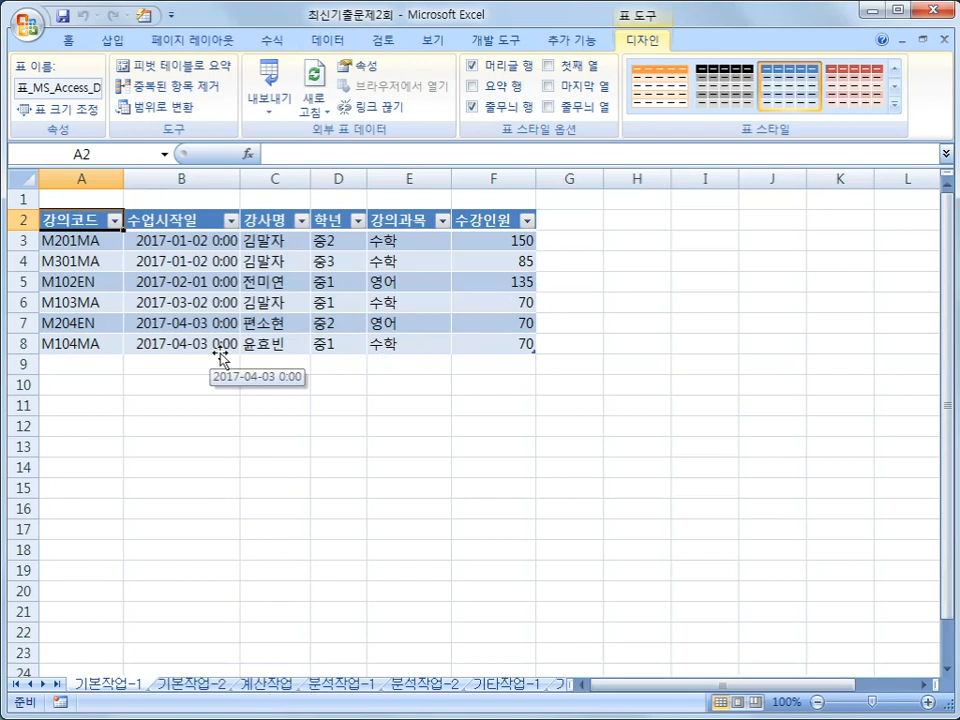 최신기출문제2회 - Microsoft Excel
표 도구
홈 삽입 페이지 레이아웃 수식 데이터 검토 보기 개발 도구 추가 기능 디자인
표 이름:
표_MS_Access_D
표 크기 조정
속성
피벗 테이블로 요약
중복된 항목 제거
범위로 변환
도구
내보내기
새로 고침
속성
브라우저에서 열기
링크 끊기
외부 표 데이터
머리글 행 첫째 열
요약 행 마지막 열
줄무늬 행 줄무늬 열
표 스타일 옵션
표 스타일
A2 fx
A B C D E F G H I J K L
1
2 강의코드 수업시작일 강사명 학년 강의과목 수강인원
3 M201MA 2017-01-02 0:00 김말자 중2 수학 150
4 M301MA 2017-01-02 0:00 김말자 중3 수학 85
5 M102EN 2017-02-01 0:00 전미연 중1 영어 135
6 M103MA 2017-03-02 0:00 김말자 중1 수학 70
7 M204EN 2017-04-03 0:00 편소현 중2 영어 70
8 M104MA 2017-04-03 0:00 윤효빈 중1 수학 70
9
2017-04-03 0:00
10
11
12
13
14
15
16
17
18
19
20
21
22
23
24
기본작업-1 기본작업-2 계산작업 분석작업-1 분석작업-2 기타작업-1 기
준비 100%